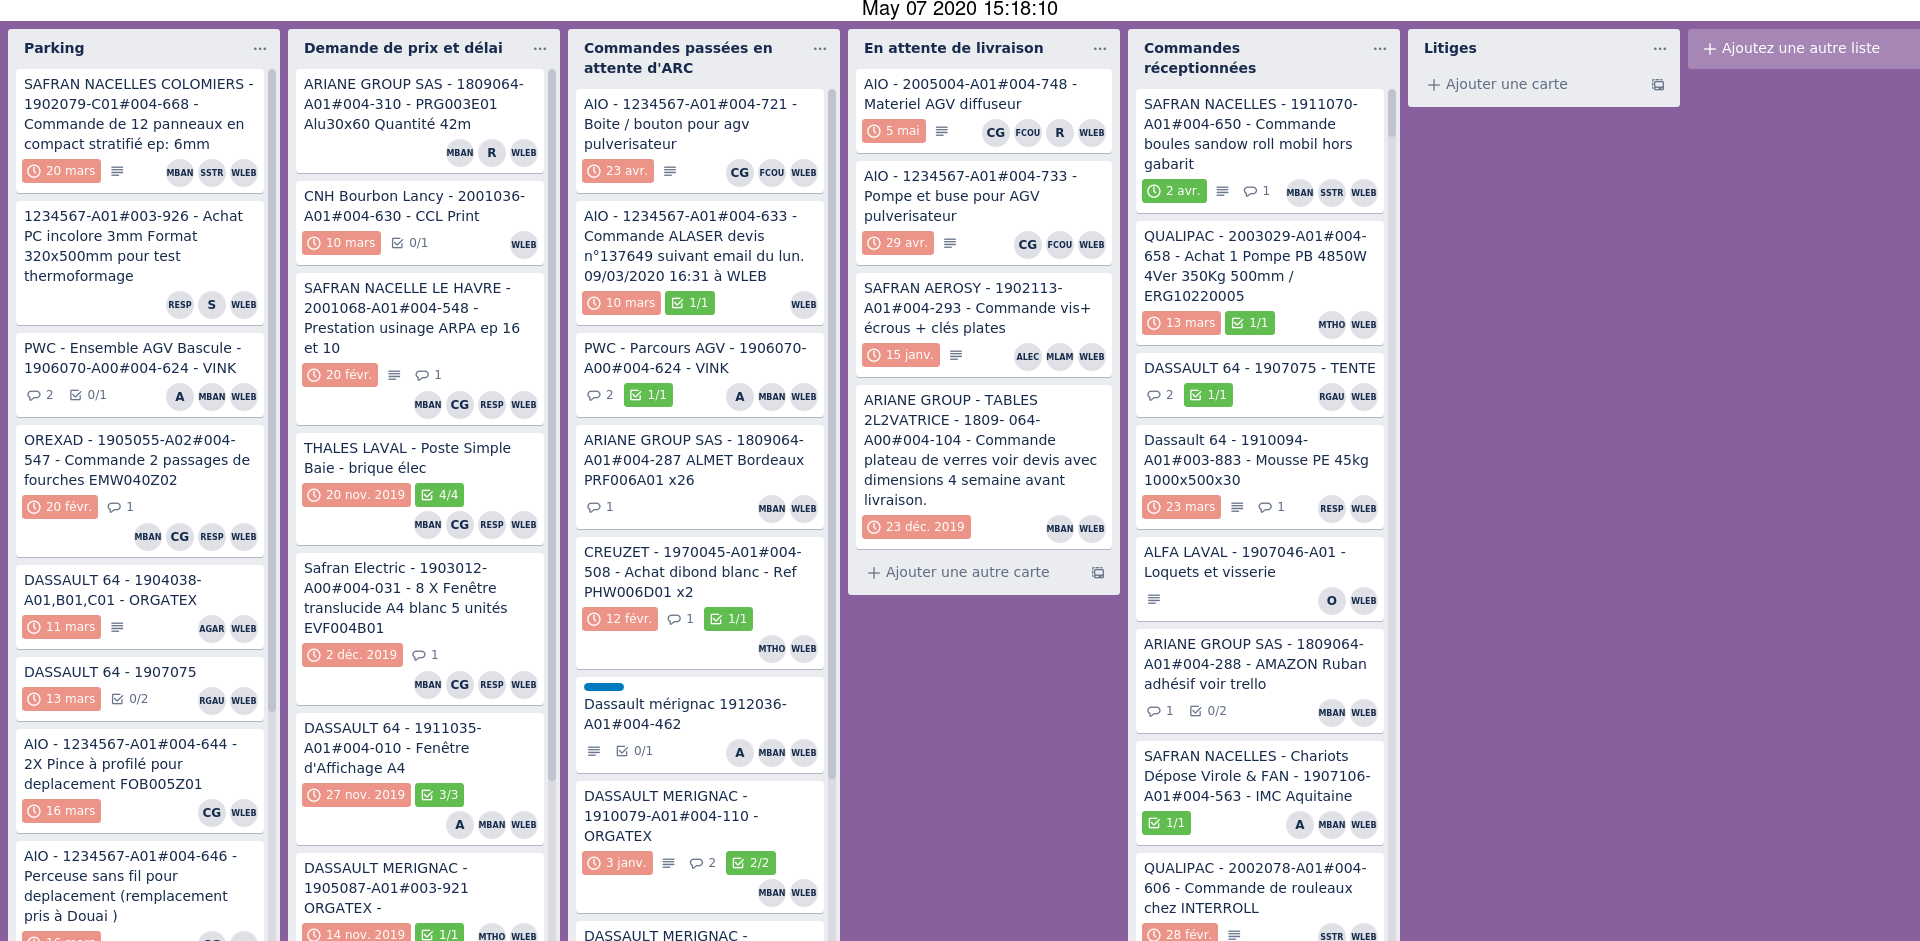 May 07 2020 15:18:10
Parking
SAFRAN NACELLES COLOMIERS -
1902079-C01#004-668 -
Commande de 12 panneaux en
compact stratifié ep: 6mm
20 mars
MBAN SSTR WLEB
1234567-A01#003-926 - Achat
PC incolore 3mm Format
320x500mm pour test
thermoformage
RESP S WLEB
PWC - Ensemble AGV Bascule -
1906070-A00#004-624 - VINK
2 0/1 A MBAN WLEB
OREXAD - 1905055-A02#004-
547 - Commande 2 passages de
fourches EMW040Z02
20 févr. 1
MBAN CG RESP WLEB
DASSAULT 64 - 1904038-
A01,B01,C01 - ORGATEX
11 mars AGAR WLEB
DASSAULT 64 - 1907075
13 mars 0/2 RGAU WLEB
AIO - 1234567-A01#004-644 -
2X Pince à profilé pour
deplacement FOB005Z01
16 mars CG WLEB
AIO - 1234567-A01#004-646 -
Perceuse sans fil pour
deplacement (remplacement
pris à Douai )
16 mars
Demande de prix et délai
ARIANE GROUP SAS - 1809064-
A01#004-310 - PRG003E01
Alu30x60 Quantité 42m
MBAN R WLEB
CNH Bourbon Lancy - 2001036-
A01#004-630 - CCL Print
10 mars 0/1 WLEB
SAFRAN NACELLE LE HAVRE -
2001068-A01#004-548 -
Prestation usinage ARPA ep 16
et 10
20 févr. 1
MBAN CG RESP WLEB
THALES LAVAL - Poste Simple
Baie - brique élec
20 nov. 2019 4/4
MBAN CG RESP WLEB
Safran Electric - 1903012-
A00#004-031 - 8 X Fenêtre
translucide A4 blanc 5 unités
EVF004B01
2 déc. 2019 1
MBAN CG RESP WLEB
DASSAULT 64 - 1911035-
A01#004-010 - Fenêtre
d'Affichage A4
27 nov. 2019 3/3
A MBAN WLEB
DASSAULT MERIGNAC -
1905087-A01#003-921
ORGATEX -
14 nov. 2019 1/1 MTHO WLEB
Commandes passées en
attente d'ARC
AIO - 1234567-A01#004-721 -
Boite / bouton pour agv
pulverisateur
23 avr. CG FCOU WLEB
AIO - 1234567-A01#004-633 -
Commande ALASER devis
n°137649 suivant email du lun.
09/03/2020 16:31 à WLEB
10 mars 1/1 WLEB
PWC - Parcours AGV - 1906070-
A00#004-624 - VINK
2 1/1 A MBAN WLEB
ARIANE GROUP SAS - 1809064-
A01#004-287 ALMET Bordeaux
PRF006A01 x26
1 MBAN WLEB
CREUZET - 1970045-A01#004-
508 - Achat dibond blanc - Ref
PHW006D01 x2
12 févr. 1 1/1
MTHO WLEB
Dassault mérignac 1912036-
A01#004-462
0/1 A MBAN WLEB
DASSAULT MERIGNAC -
1910079-A01#004-110 -
ORGATEX
3 janv. 2 2/2
MBAN WLEB
DASSAULT MERIGNAC -
En attente de livraison
AIO - 2005004-A01#004-748 -
Materiel AGV diffuseur
5 mai CG FCOU R WLEB
AIO - 1234567-A01#004-733 -
Pompe et buse pour AGV
pulverisateur
29 avr. CG FCOU WLEB
SAFRAN AEROSY - 1902113-
A01#004-293 - Commande vis+
écrous + clés plates
15 janv. ALEC MLAM WLEB
ARIANE GROUP - TABLES
2L2VATRICE - 1809- 064-
A00#004-104 - Commande
plateau de verres voir devis avec
dimensions 4 semaine avant
livraison.
23 déc. 2019 MBAN WLEB
Ajouter une autre carte
Commandes
réceptionnées
SAFRAN NACELLES - 1911070-
A01#004-650 - Commande
boules sandow roll mobil hors
gabarit
2 avr. 1 MBAN SSTR WLEB
QUALIPAC - 2003029-A01#004-
658 - Achat 1 Pompe PB 4850W
4Ver 350Kg 500mm /
ERG10220005
13 mars 1/1 MTHO WLEB
DASSAULT 64 - 1907075 - TENTE
2 1/1 RGAU WLEB
Dassault 64 - 1910094-
A01#003-883 - Mousse PE 45kg
1000x500x30
23 mars 1 RESP WLEB
ALFA LAVAL - 1907046-A01 -
Loquets et visserie
O WLEB
ARIANE GROUP SAS - 1809064-
A01#004-288 - AMAZON Ruban
adhésif voir trello
1 0/2 MBAN WLEB
SAFRAN NACELLES - Chariots
Dépose Virole & FAN - 1907106-
A01#004-563 - IMC Aquitaine
1/1 A MBAN WLEB
QUALIPAC - 2002078-A01#004-
606 - Commande de rouleaux
chez INTERROLL
28 févr. SSTR WLEB
Litiges
Ajouter une carte
Ajoutez une autre liste